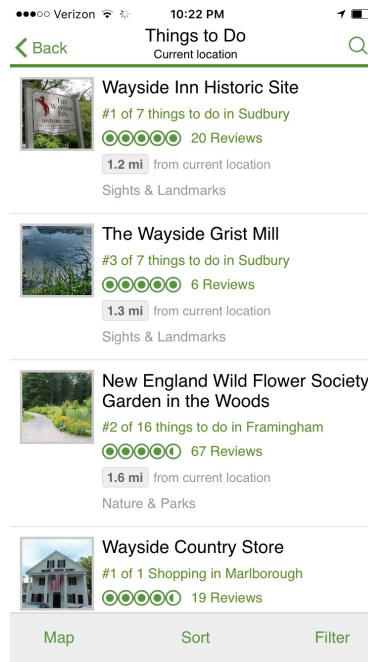 Verizon 10:22 PM
Back
Things to Do
Current location
Wayside Inn Historic Site
#1 of 7 things to do in Sudbury
20 Reviews
1.2 mi from current location
Sights & Landmarks
The Wayside Grist Mill
#3 of 7 things to do in Sudbury
6 Reviews
1.3 mi from current location
Sights & Landmarks
New England Wild Flower Society
Garden in the Woods
#2 of 16 things to do in Framingham
67 Reviews
1.6 mi from current location
Nature & Parks
Wayside Country Store
#1 of 1 Shopping in Marlborough
19 Reviews
Map Sort Filter